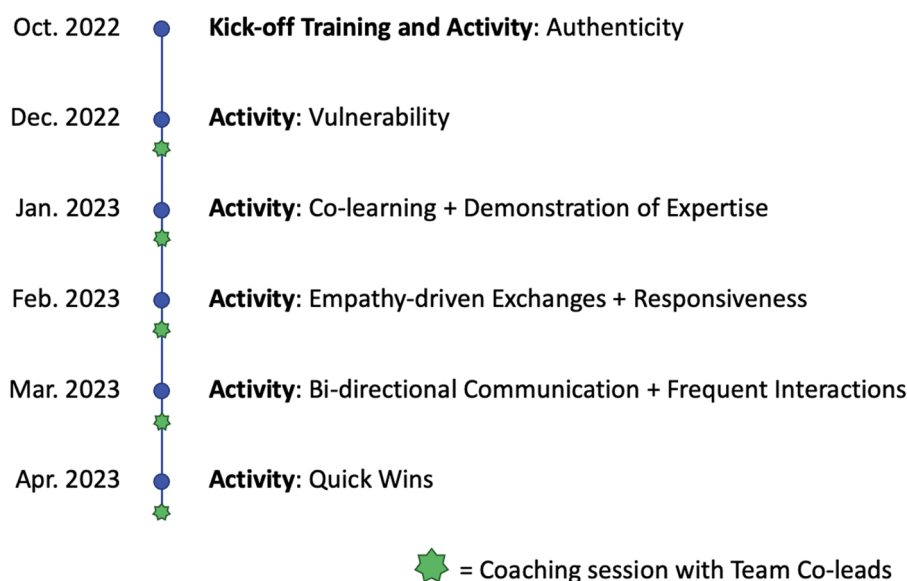 Oct. 2022 Kick-off Training and Activity: Authenticity
Dec. 2022 Activity: Vulnerability
Jan. 2023 Activity: Co-learning + Demonstration of Expertise
Feb. 2023 Activity: Empathy-driven Exchanges + Responsiveness
Mar. 2023 Activity: Bi-directional Communication + Frequent Interactions
Apr. 2023 Activity: Quick Wins
= Coaching session with Team Co-leads